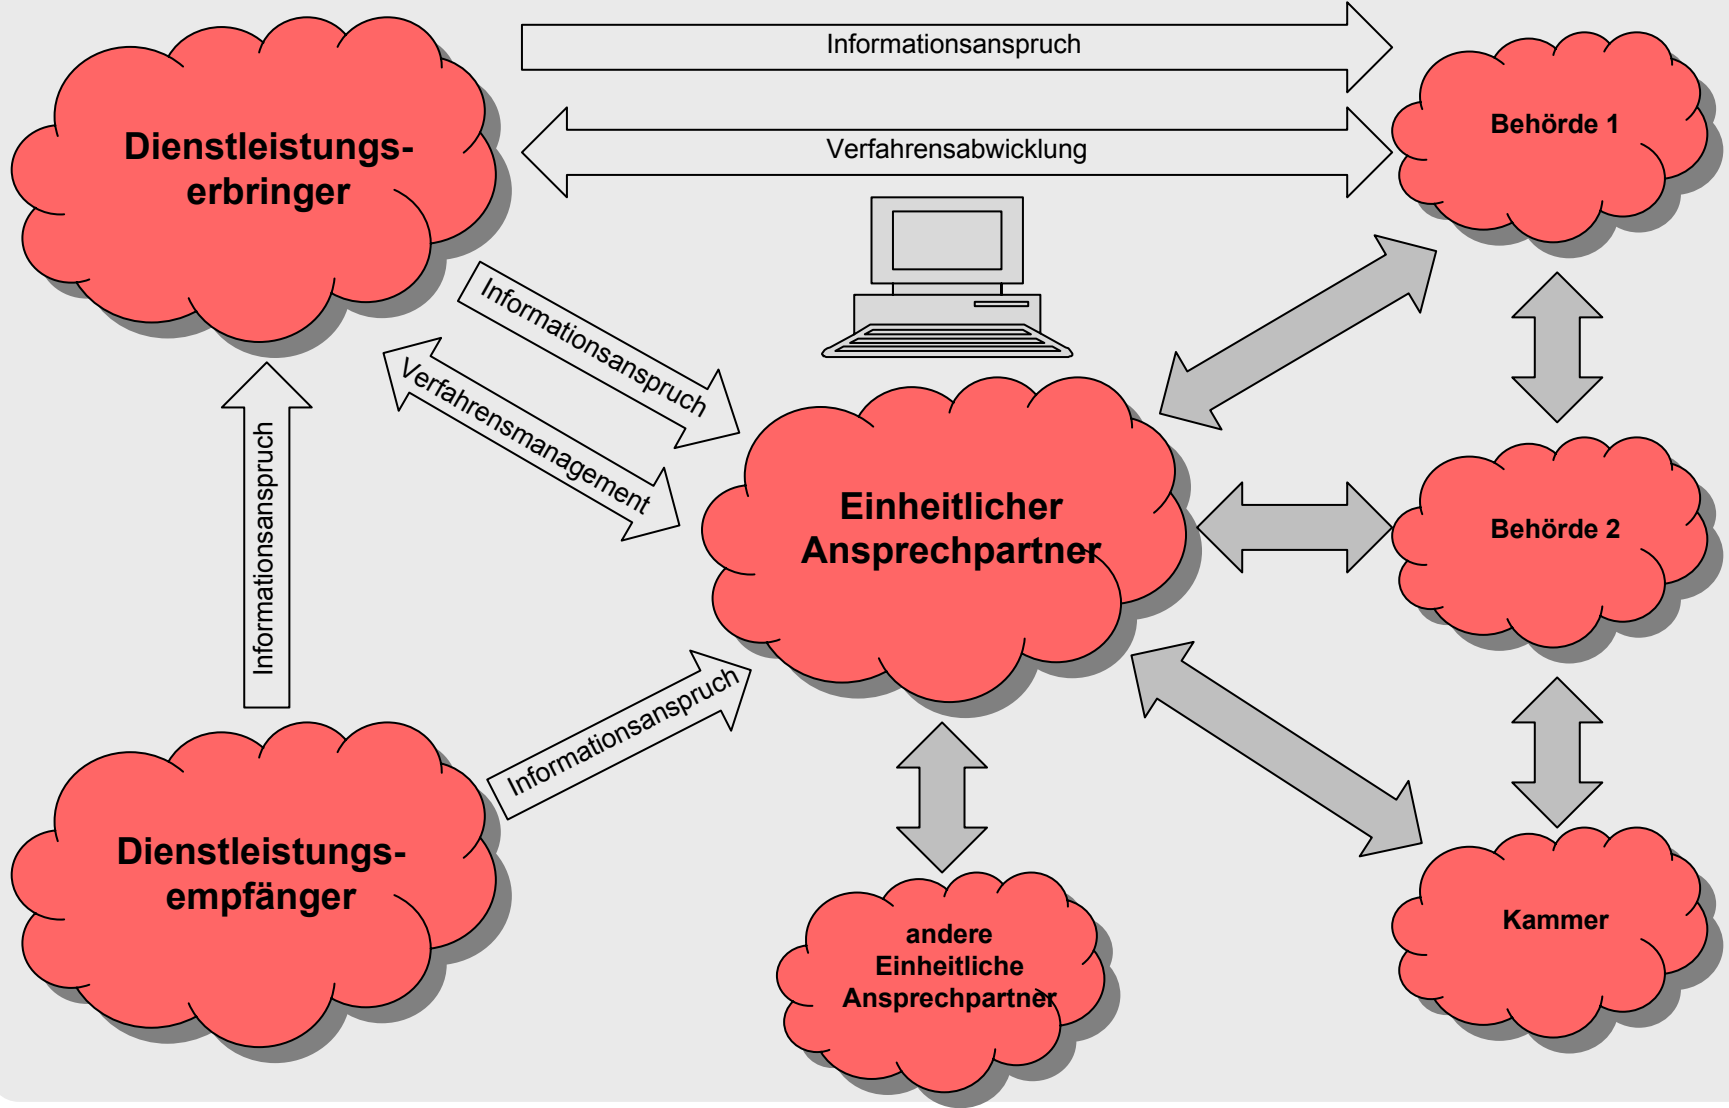 Informationsanspruch
Dienstleistungs-
erbringer
Behörde 1
Verfahrensabwicklung
Informationsanspruch
Verfahrensmanagement
Informationsanspruch
Einheitlicher
Ansprechpartner
Behörde 2
Informationsanspruch
Dienstleistungs-
empfänger
andere
Einheitliche
Ansprechpartner
Kammer